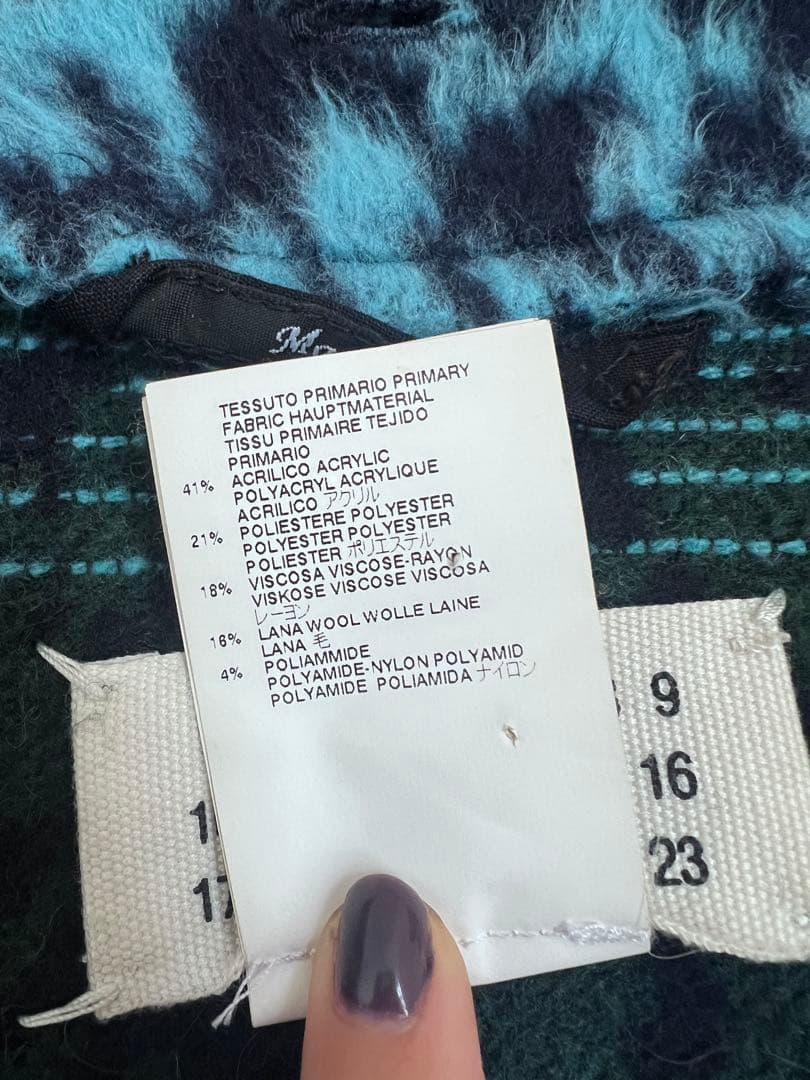 TESSUTO PRIMARIO PRIMARY
FABRIC HAUPTMATERIAL
TISSU PRIMAIRE TEJIDO
PRIMARIO
41% ACRILICO ACRYLIC
POLYACRYL ACRYLIQUE
ACRILICO アクリル
21% POLIESTERE POLYESTER
POLYESTER POLYESTER
POLIESTER ポリエステル
18% VISCOSA VISCOSE-RAYON
VISKOSE VISCOSE VISCOSA
レーヨン
16% LANA WOOL WOLLE LAINE
LANA 毛
4% POLIAMMIDE
POLYAMIDE-NYLON POLYAMID
POLYAMIDE POLIAMIDA ナイロン
9
16
17 23